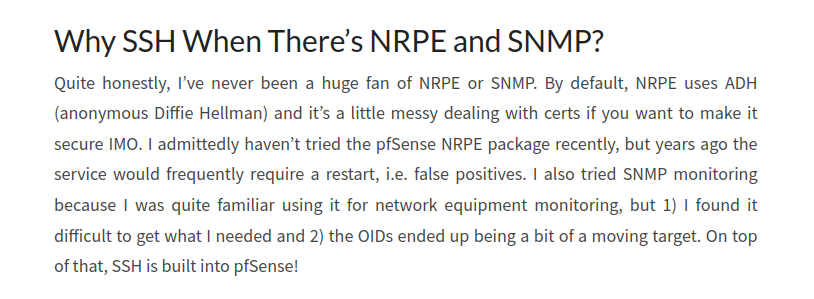 Why SSH When There’s NRPE and SNMP?
Quite honestly, I’ve never been a huge fan of NRPE or SNMP. By default, NRPE uses ADH
(anonymous Diffie Hellman) and it’s a little messy dealing with certs if you want to make it
secure IMO. I admittedly haven’t tried the pfSense NRPE package recently, but years ago the
service would frequently require a restart, i.e. false positives. I also tried SNMP monitoring
because I was quite familiar using it for network equipment monitoring, but 1) I found it
difficult to get what I needed and 2) the OIDs ended up being a bit of a moving target. On top
of that, SSH is built into pfSense!